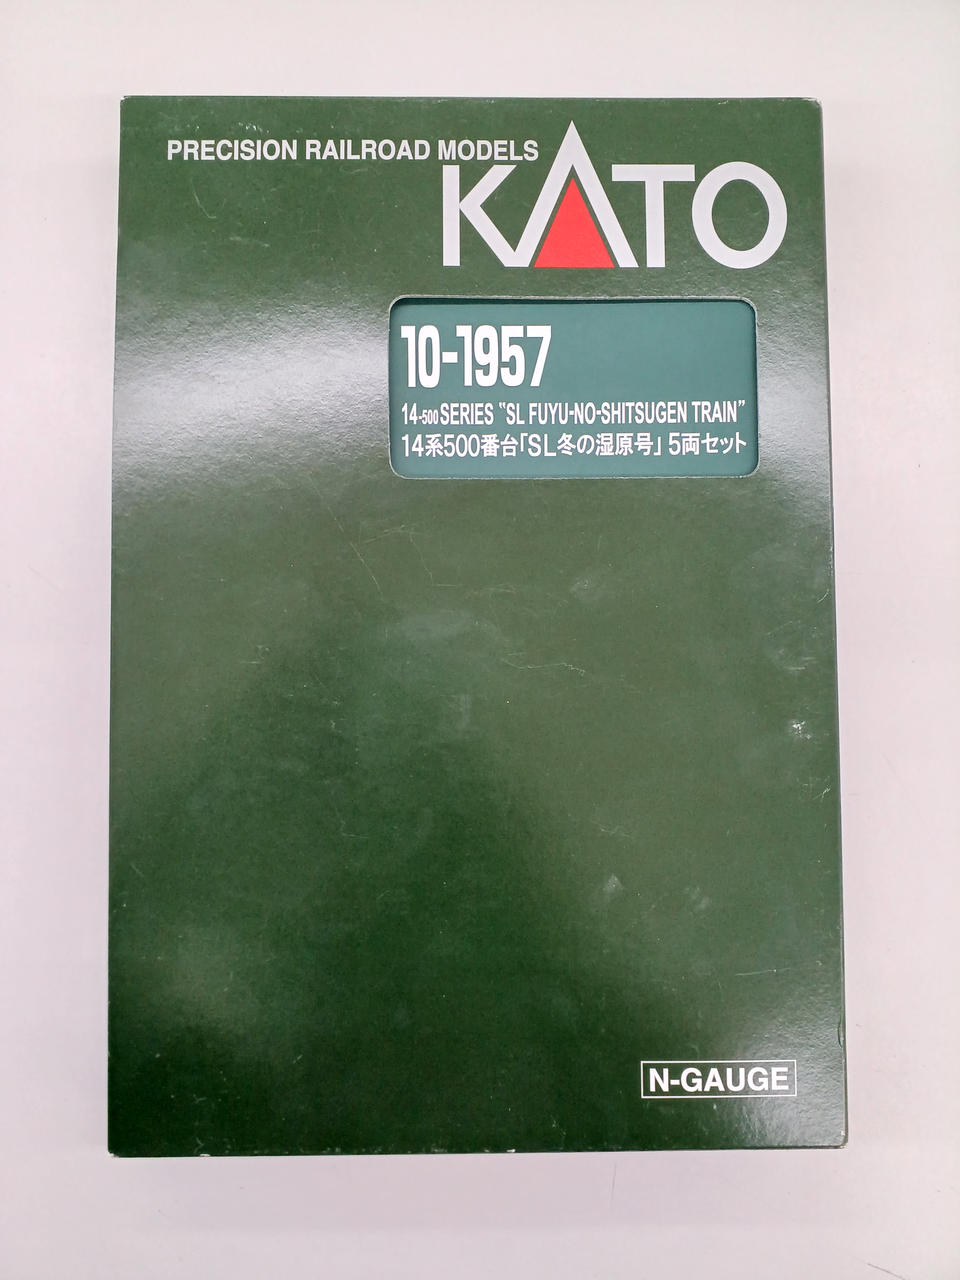 PRECISION RAILROAD MODELS
KATO
10-1957
14-500 SERIES "SL FUYU-NO-SHITSUGEN TRAIN"
14系500番台「SL冬の湿原号」5両セット
N-GAUGE